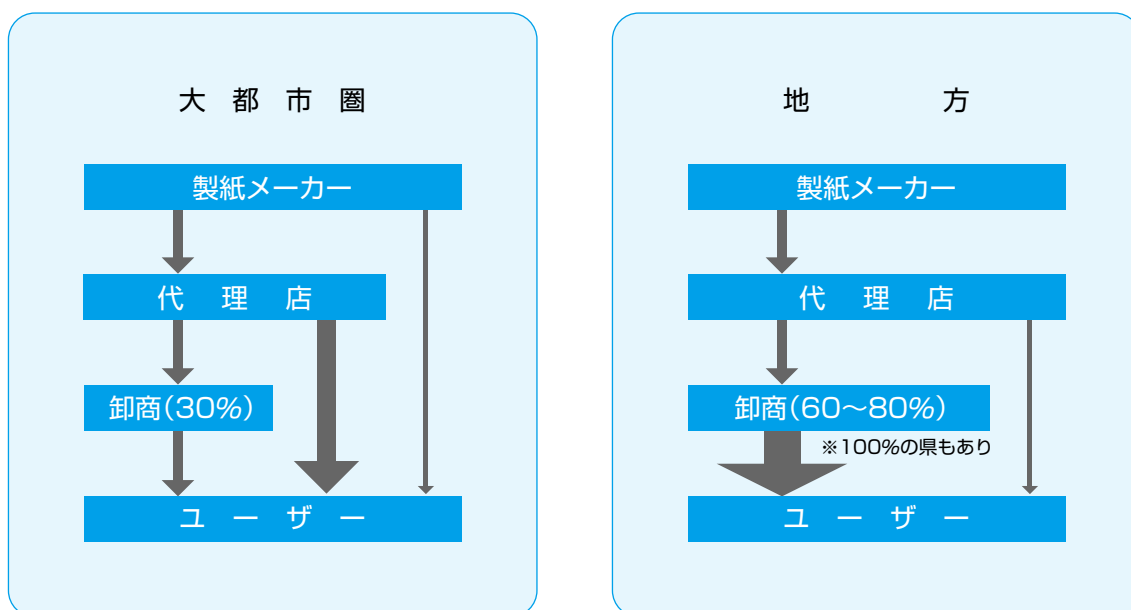 大都市圏
製紙メーカー
代理店
卸商(30%)
ユーザー
地方
製紙メーカー
代理店
卸商(60〜80%)
※100%の県もあり
ユーザー